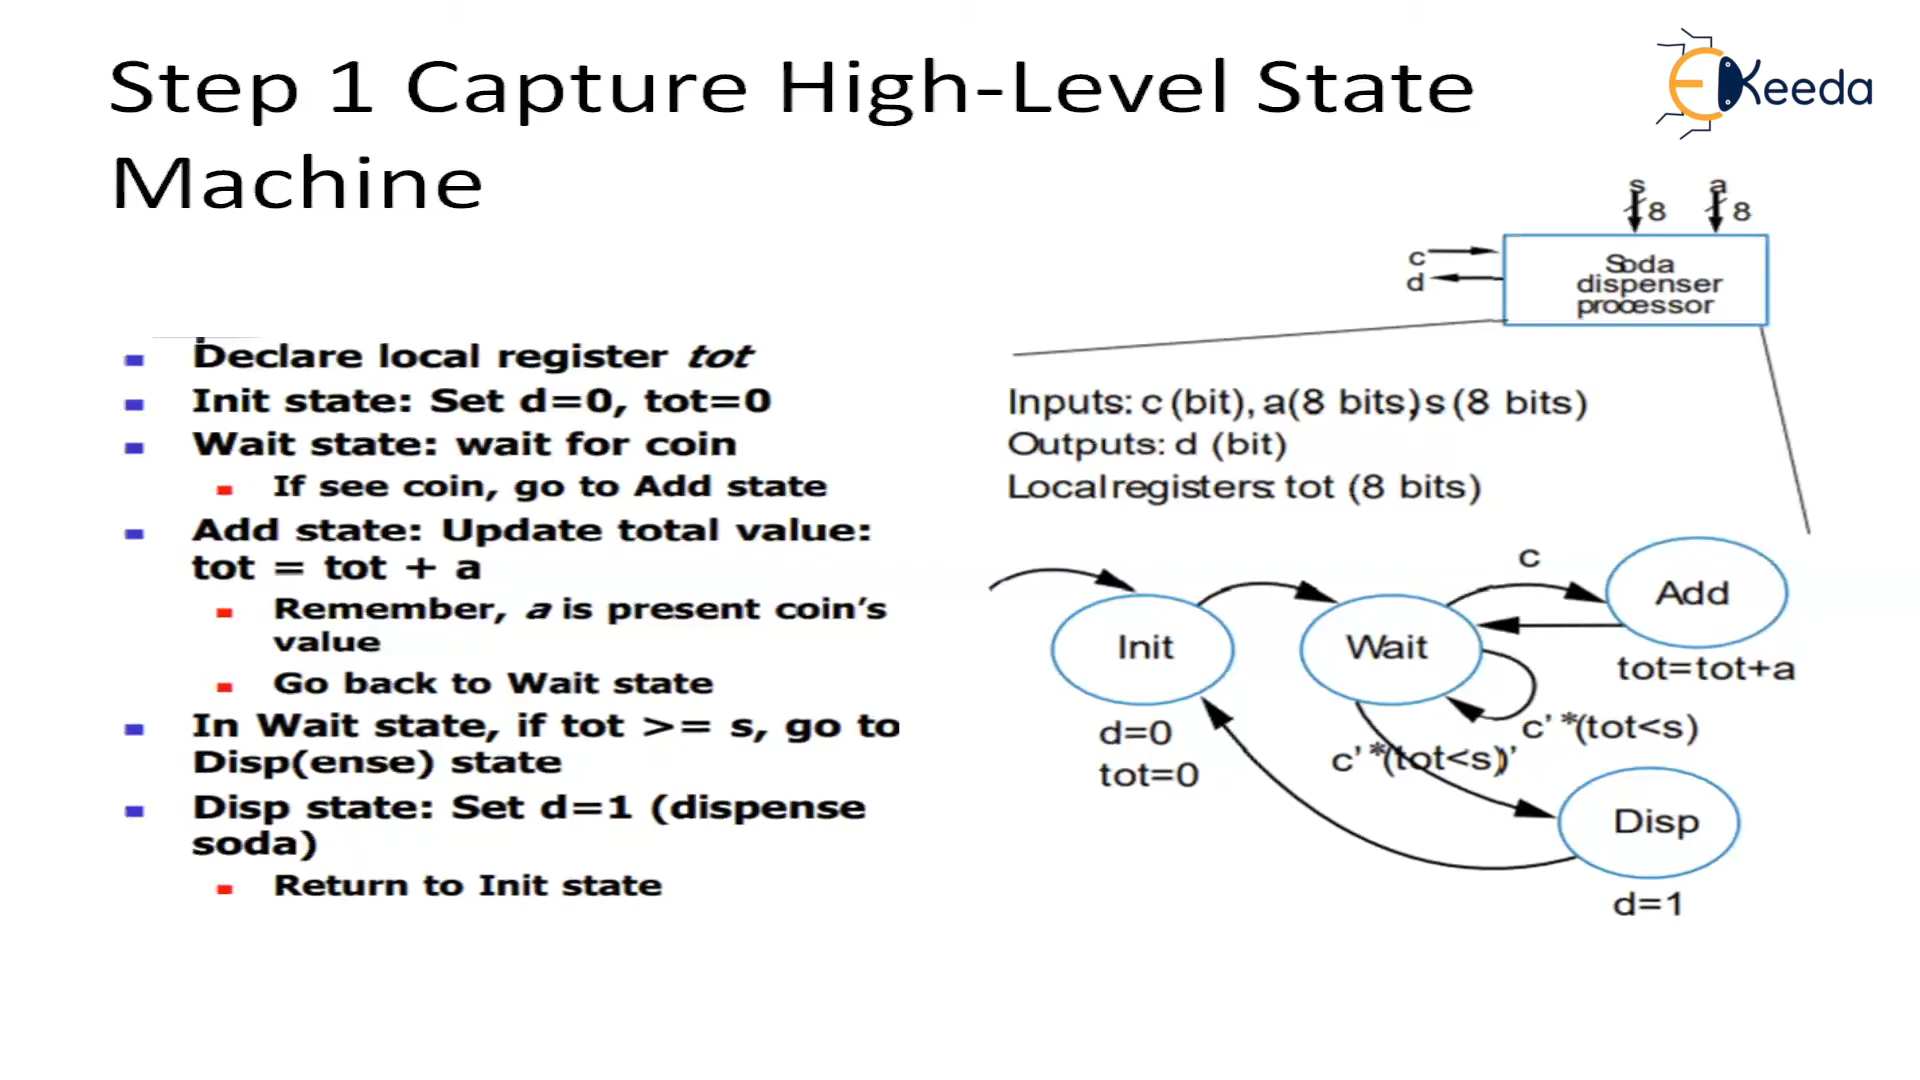 Step 1 Capture High-Level State
Machine
EKeeda
Declare local register tot
Init state: Set d=0, tot=0
Wait state: wait for coin
If see coin, go to Add state
Add state: Update total value:
tot = tot + a
Remember, a is present coin's
value
Go back to Wait state
In Wait state, if tot >= s, go to
Disp(ense) state
Disp state: Set d=1 (dispense
soda)
Return to Init state
s
a
8
8
c
d
Soda
dispenser
processor
Inputs: c (bit), a(8 bits), s (8 bits)
Outputs: d (bit)
Local registers: tot (8 bits)
c
Add
Init
Wait
tot=tot+a
d=0
tot=0
c' *(tot<s)
c' *(tot<s)'
Disp
d=1